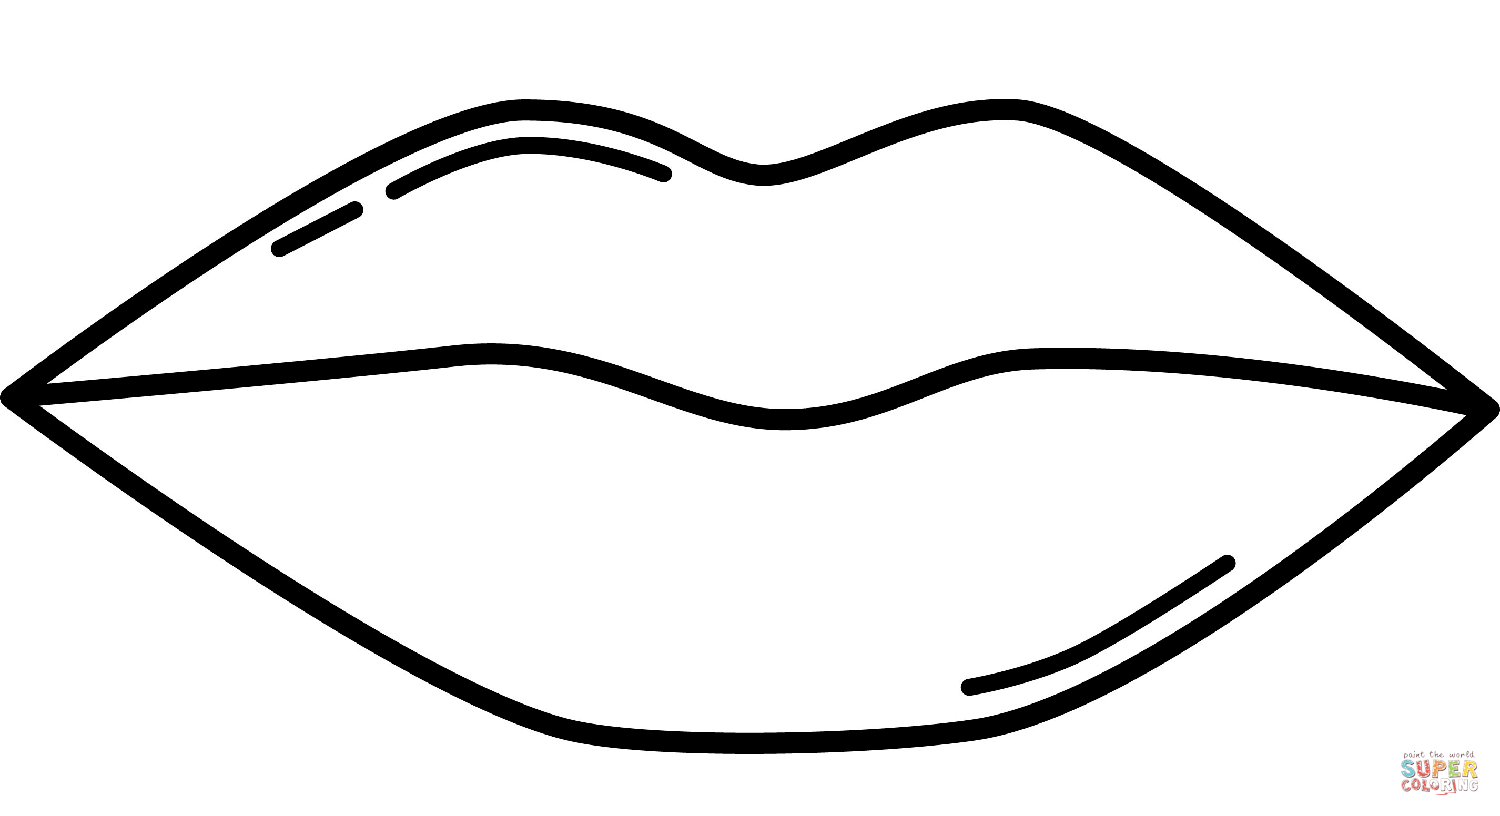 paint the world
SUPER
COLORING